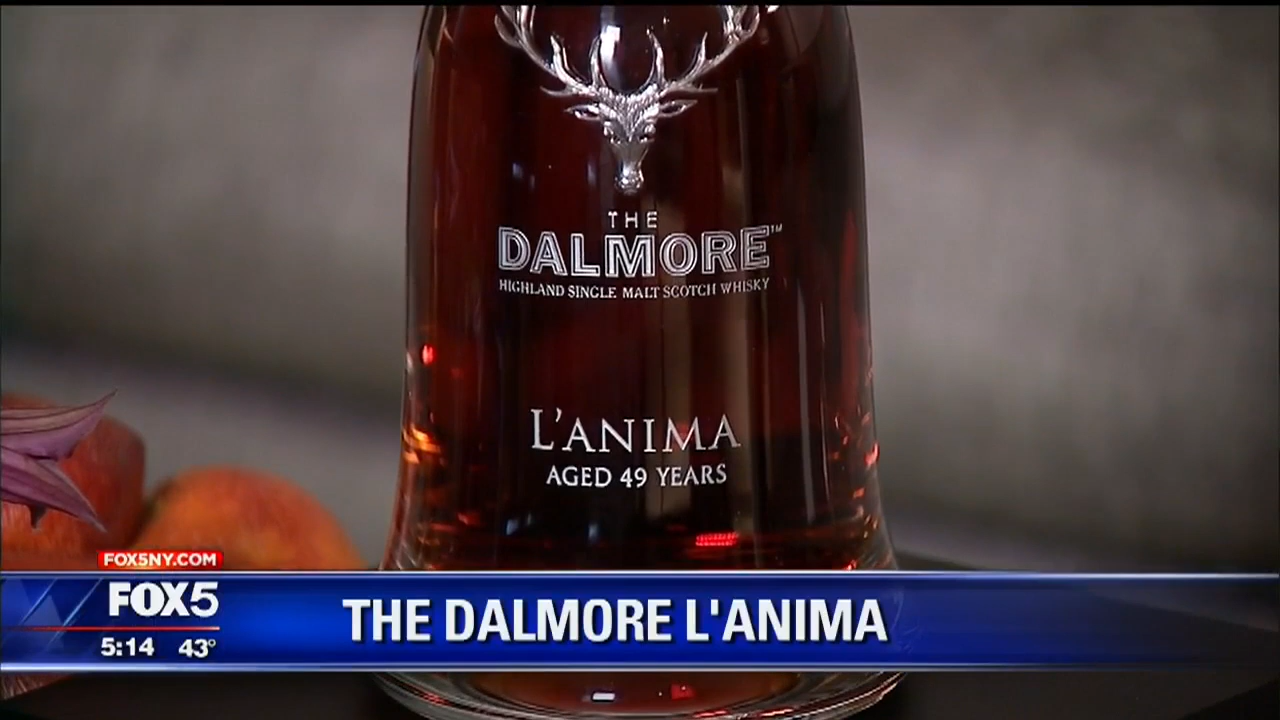 THE
DALMORE™
HIGHLAND SINGLE MALT SCOTCH WHISKY
L'ANIMA
AGED 49 YEARS
FOX5NY.COM
FOX5
THE DALMORE L'ANIMA
5:14 43°